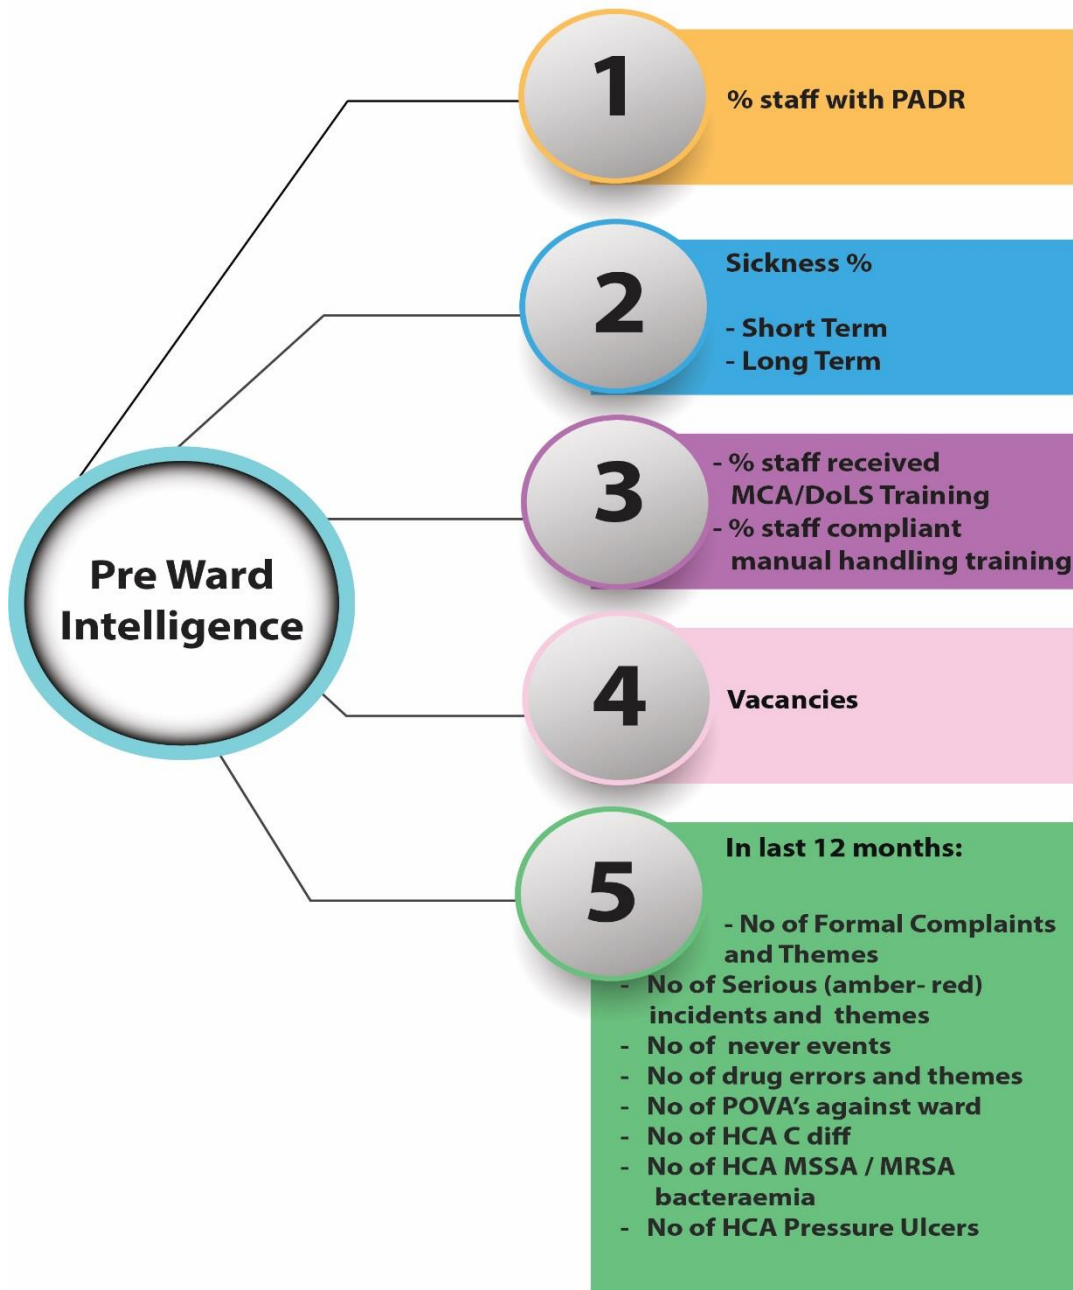 Pre Ward
Intelligence
1
% staff with PADR
2
Sickness %
- Short Term
- Long Term
3
- % staff received
MCA/DoLS Training
- % staff compliant
manual handling training
4
Vacancies
5
In last 12 months:
- No of Formal Complaints
and Themes
- No of Serious (amber- red)
incidents and themes
- No of never events
- No of drug errors and themes
- No of POVA's against ward
- No of HCA C diff
- No of HCA MSSA / MRSA
bacteraemia
- No of HCA Pressure Ulcers